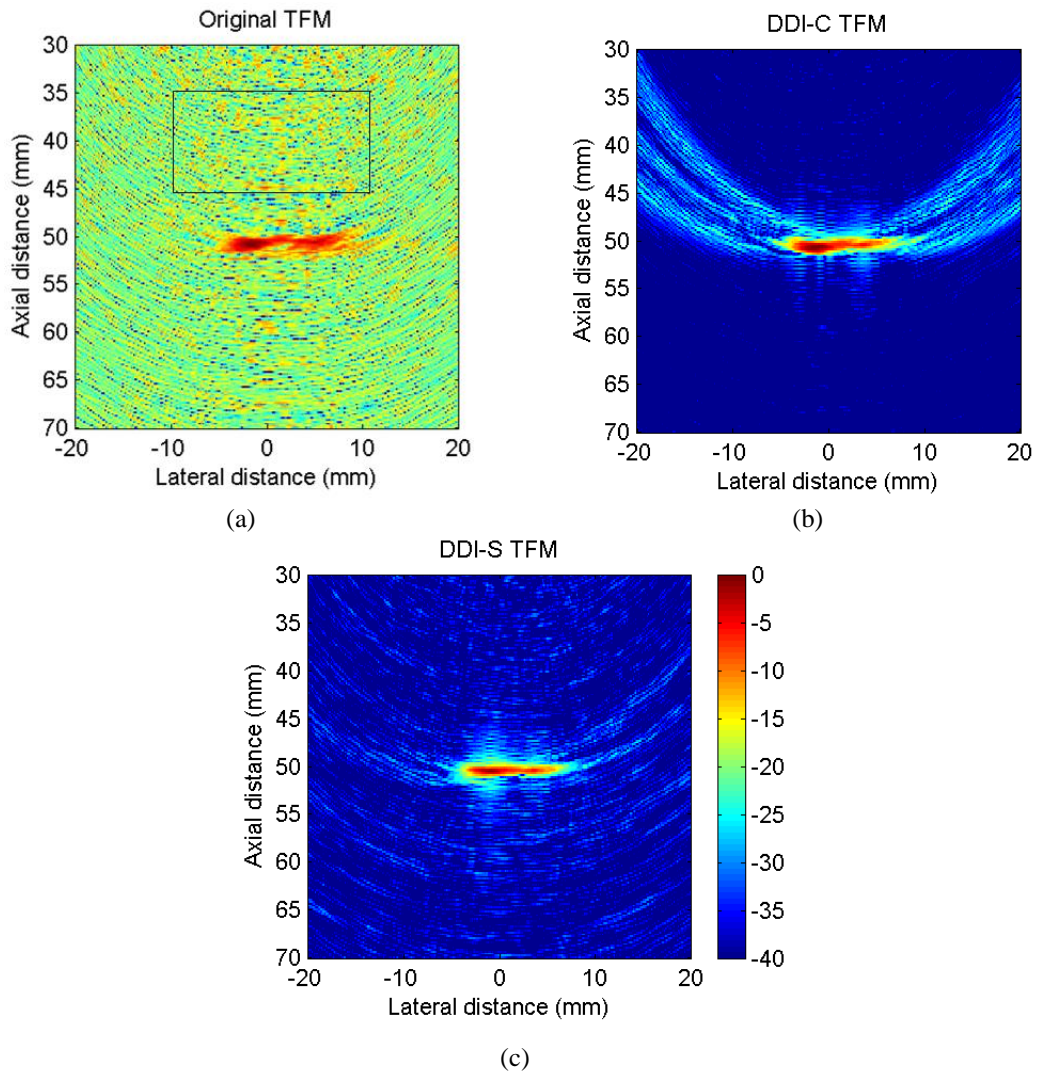 Original TFM
30
35
40
45
50
55
60
65
70
Axial distance (mm)
-20 -10 0 10 20
Lateral distance (mm)
(a)
DDI-C TFM
30
35
40
45
50
55
60
65
70
Axial distance (mm)
-20 -10 0 10 20
Lateral distance (mm)
(b)
DDI-S TFM
30
35
40
45
50
55
60
65
70
Axial distance (mm)
-20 -10 0 10 20
Lateral distance (mm)
0
-5
-10
-15
-20
-25
-30
-35
-40
(c)